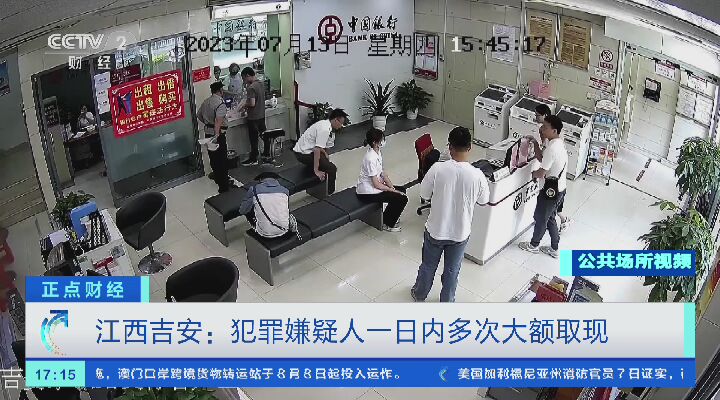 CCTV 2
财经
2023年07月13日 星期四 15:45:17
中国银行
中国银行
BANK OF CHINA
出租 出借
出售 购买
公共场所视频
正点财经
江西吉安：犯罪嫌疑人一日内多次大额取现
吉
17:15
，澳门口岸跨境货物转运站于8月8日起投入运作。
美国加利福尼亚州消防官员7日证实，